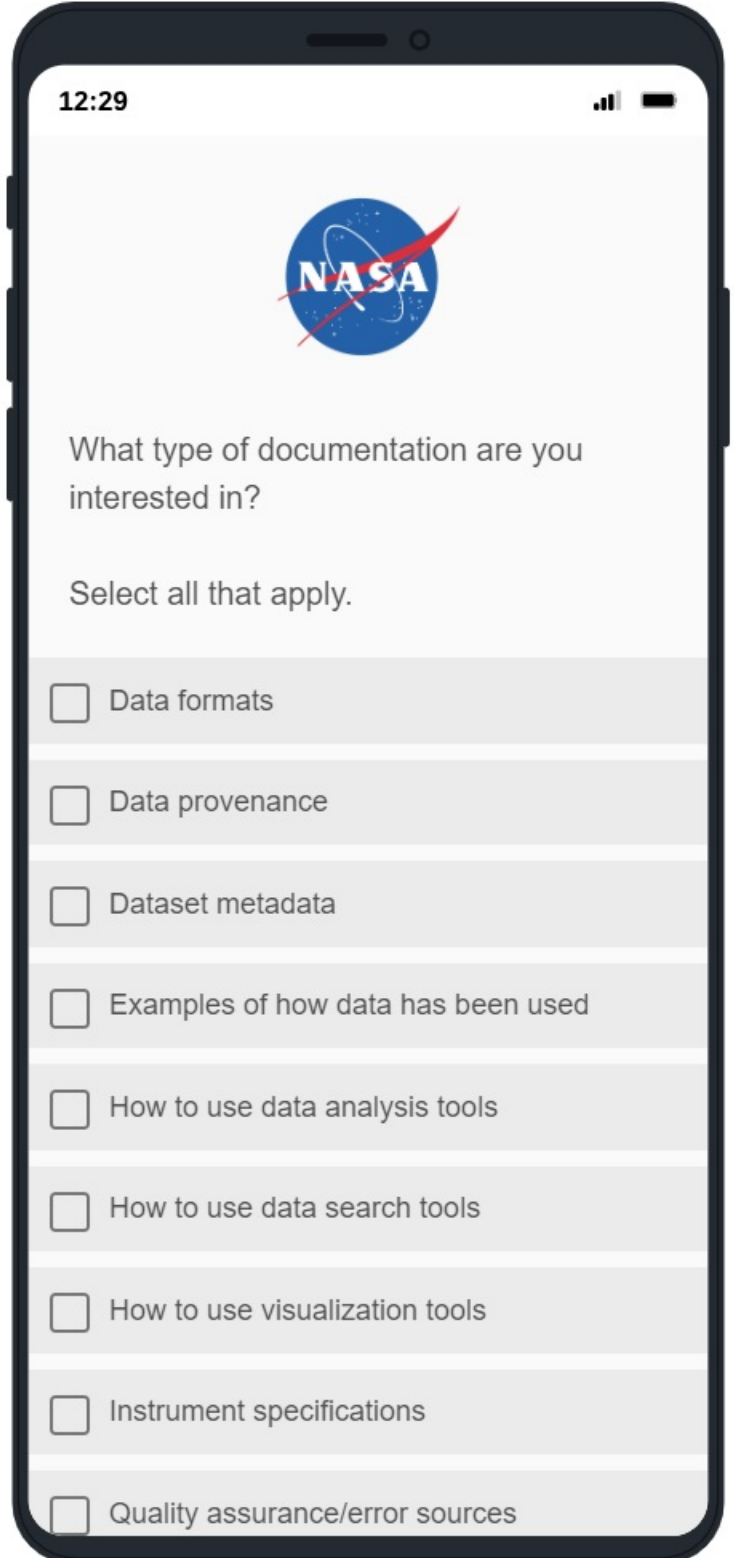 12:29
NASA
What type of documentation are you
interested in?
Select all that apply.
Data formats
Data provenance
Dataset metadata
Examples of how data has been used
How to use data analysis tools
How to use data search tools
How to use visualization tools
Instrument specifications
Quality assurance/error sources